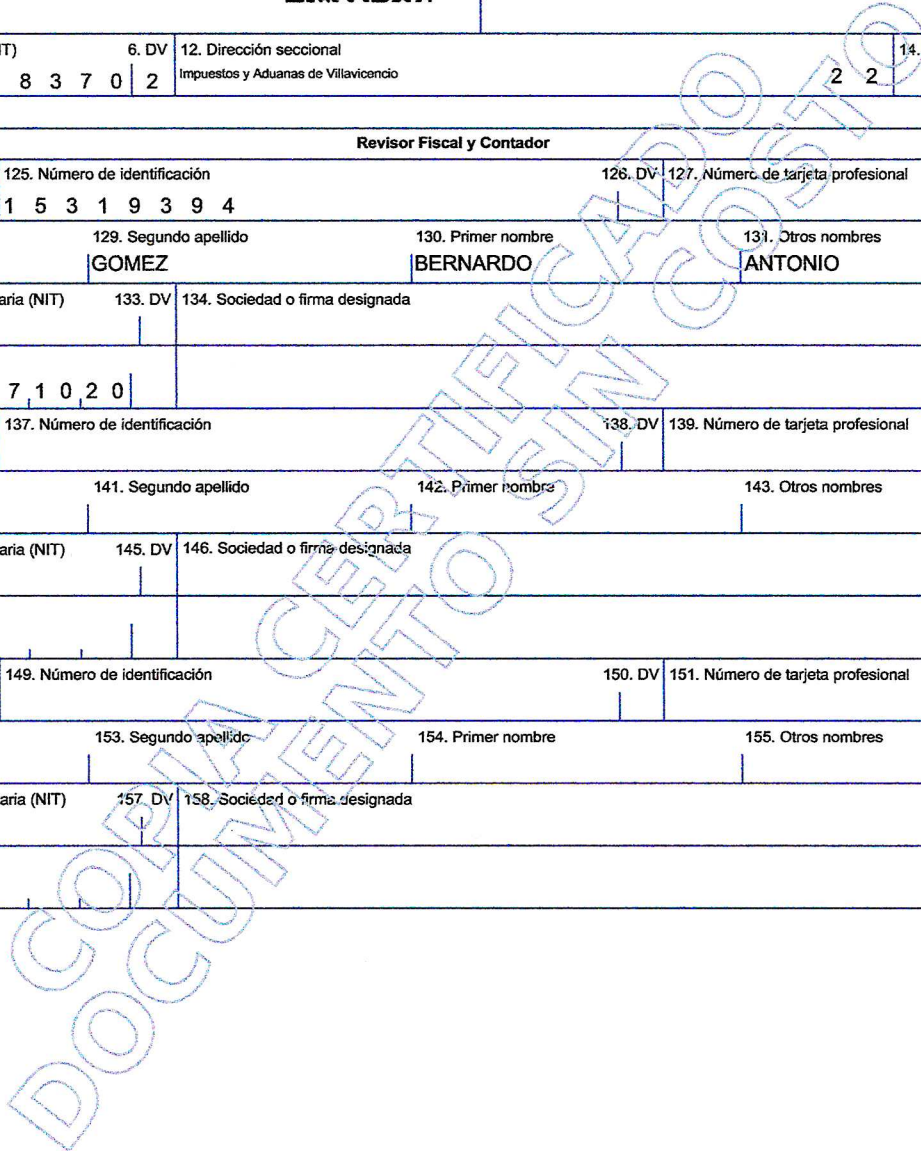 IT) 6. DV 12. Dirección seccional 14.
8 3 7 0 2 Impuestos y Aduanas de Villavicencio 2 2
Revisor Fiscal y Contador
125. Número de identificación 126. DV 127. Número de tarjeta profesional
1 5 3 1 9 3 9 4
129. Segundo apellido 130. Primer nombre 131. Otros nombres
GOMEZ BERNARDO ANTONIO
aria (NIT) 133. DV 134. Sociedad o firma designada
7 1 0 2 0
137. Número de identificación 138. DV 139. Número de tarjeta profesional
141. Segundo apellido 142. Primer nombre 143. Otros nombres
aria (NIT) 145. DV 146. Sociedad o firma designada
149. Número de identificación 150. DV 151. Número de tarjeta profesional
153. Segundo apellido 154. Primer nombre 155. Otros nombres
aria (NIT) 157. DV 158. Sociedad o firma designada
COPIA CERTIFICADO
DOCUMENTO SIN COSTO